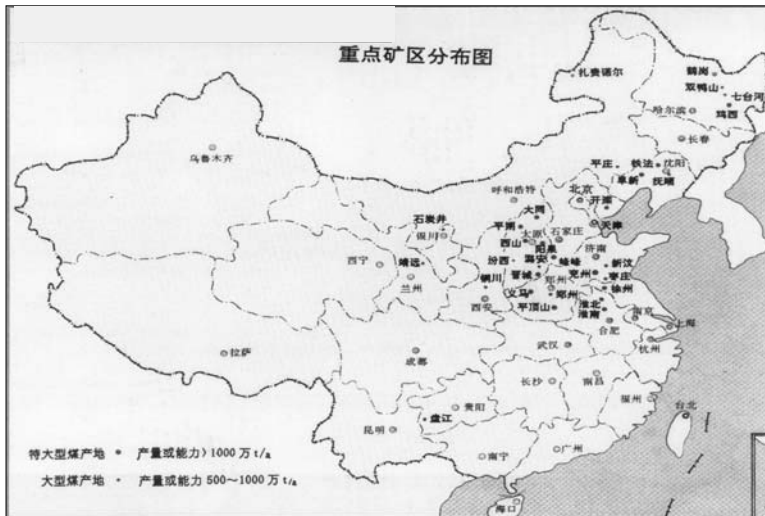 重点矿区分布图
扎赉诺尔
鹤岗
双鸭山
七台河
鸡西
哈尔滨
长春
乌鲁木齐
平庄
铁法
沈阳
阜新
抚顺
呼和浩特
北京
开滦
大同
天津
石炭井
银川
平朔
太原
石家庄
西山
阳泉
济南
西宁
靖远
汾西
潞安
峰峰
新汶
兰州
铜川
晋城
郑州
兖州
枣庄
西安
义马
郑州
徐州
平顶山
淮北
淮南
南京
合肥
上海
拉萨
成都
武汉
杭州
长沙
南昌
贵阳
福州
盘江
昆明
台北
南宁
广州
海口
特大型煤产地 产量或能力>1000万t/a
大型煤产地 产量或能力500~1000万t/a